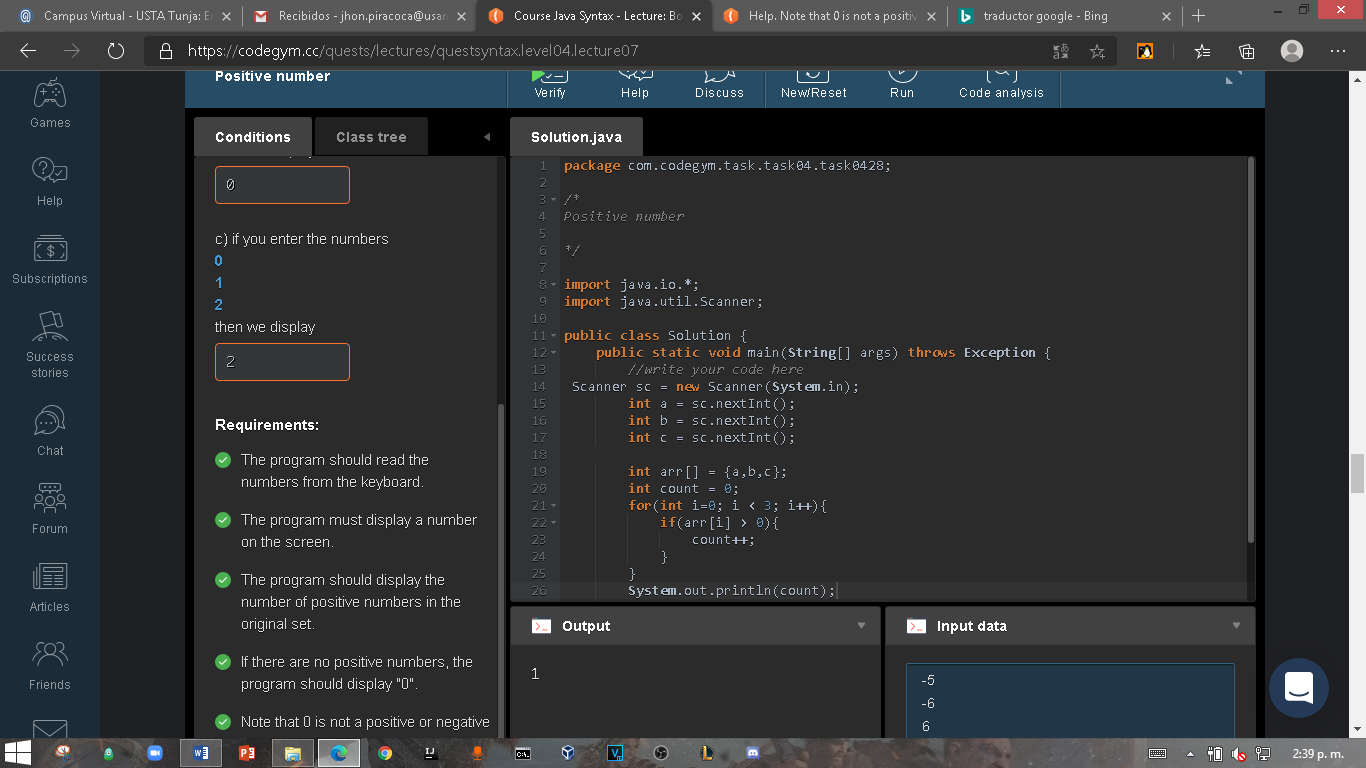 Campus Virtual - USTA Tunja: E
Recibidos - jhon.piracoca@usan
Course Java Syntax - Lecture: Bo
Help. Note that 0 is not a positiv
traductor google - Bing
https://codegym.cc/quests/lectures/questsyntax.level04.lecture07
Games
Help
Subscriptions
Success
stories
Chat
Forum
Articles
Friends
Positive number
Verify
Help
Discuss
New/Reset
Run
Code analysis
Conditions
Class tree
0
c) if you enter the numbers
0
1
2
then we display
2
Requirements:
The program should read the
numbers from the keyboard.
The program must display a number
on the screen.
The program should display the
number of positive numbers in the
original set.
If there are no positive numbers, the
program should display "0".
Note that 0 is not a positive or negative
Solution.java
1 package com.codegym.task.task04.task0428;
2
3 /*
4 Positive number
5
6 */
7
8 import java.io.*;
9 import java.util.Scanner;
10
11 public class Solution {
12 public static void main(String[] args) throws Exception {
13 //write your code here
14 Scanner sc = new Scanner(System.in);
15 int a = sc.nextInt();
16 int b = sc.nextInt();
17 int c = sc.nextInt();
18
19 int arr[] = {a,b,c};
20 int count = 0;
21 for(int i=0; i < 3; i++){
22 if(arr[i] > 0){
23 count++;
24 }
25 }
26 System.out.println(count);
Output
1
Input data
-5
-6
6
2:39 p. m.